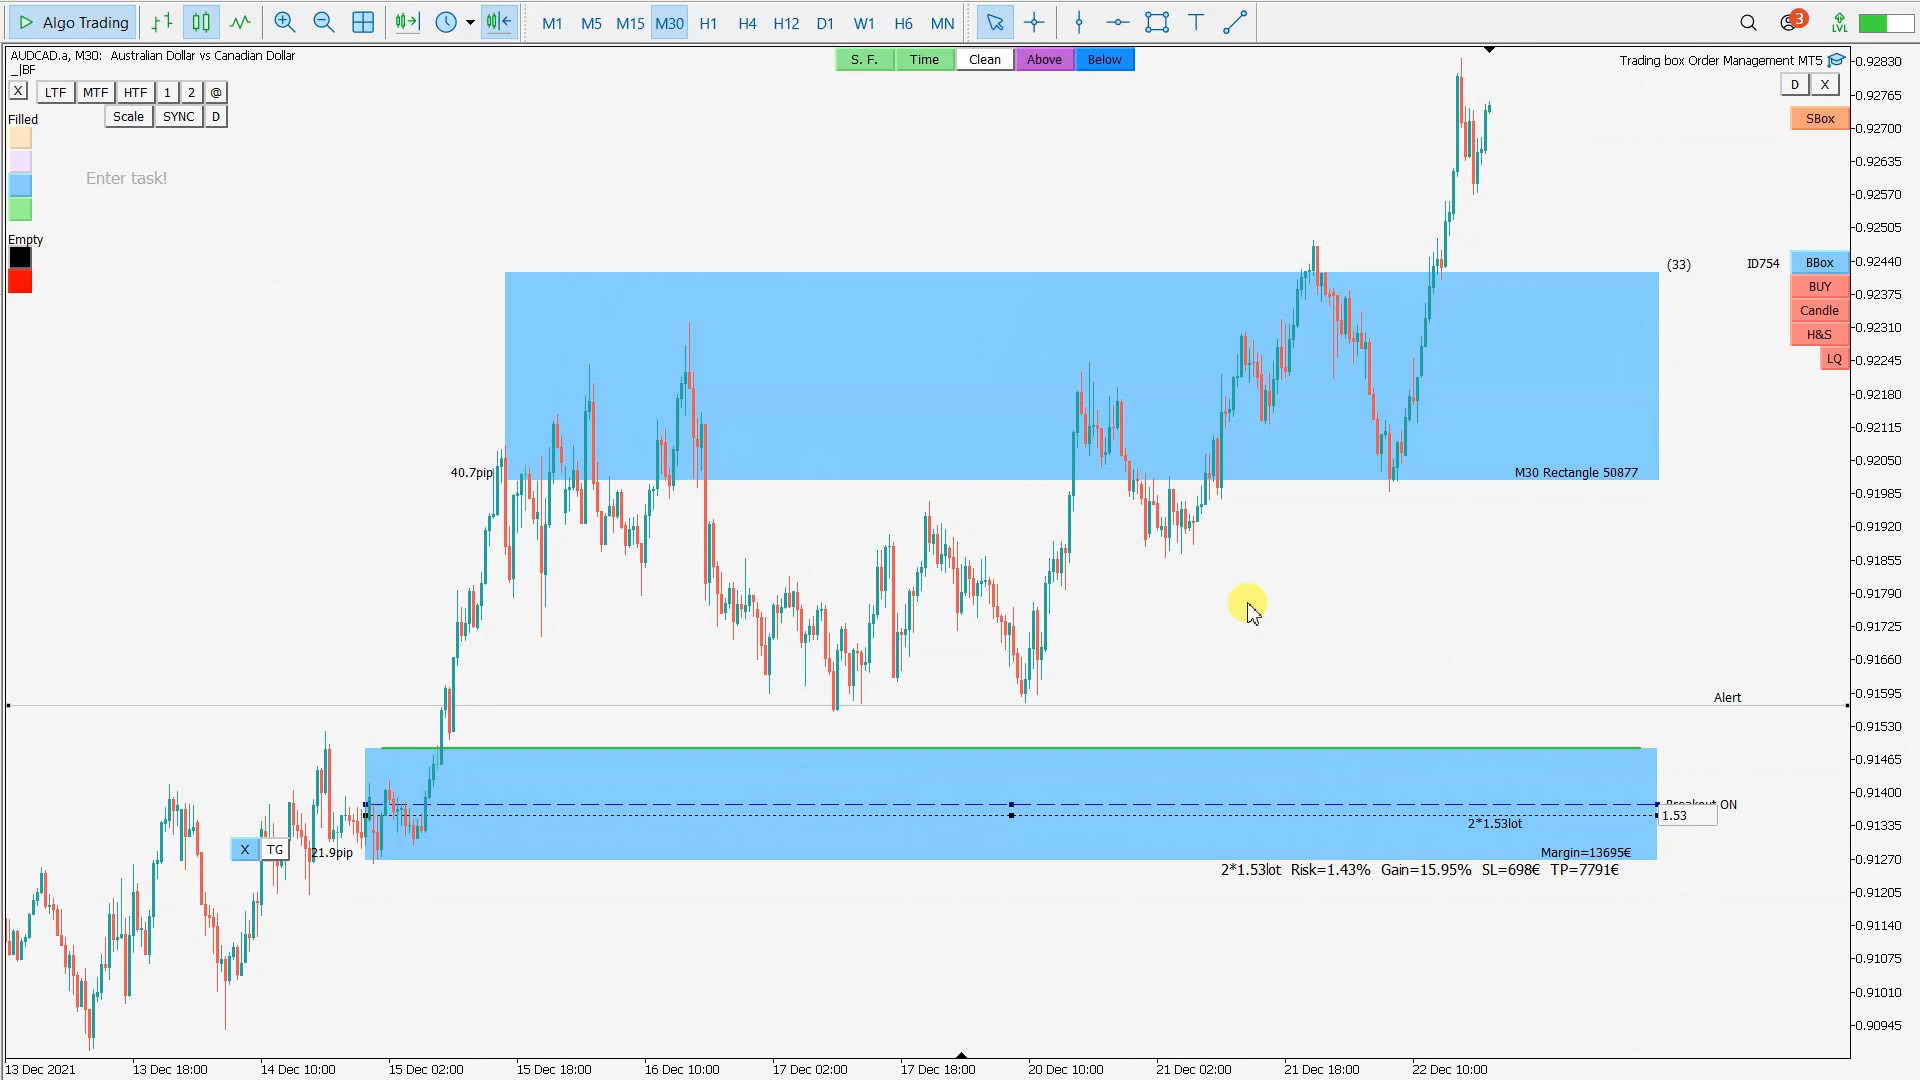 Algo Trading
M1 M5 M15 M30 H1 H4 H12 D1 W1 H6 MN
T
3
LVL
AUDCAD.a, M30: Australian Dollar vs Canadian Dollar
_|BF
S. F. Time Clean Above Below
Trading box Order Management MT5
X LTF MTF HTF 1 2 @
Scale SYNC D
D X
Filled
Enter task!
Empty
SBox
(33) ID754 BBox
BUY
Candle
H&S
LQ
40.7pip
M30 Rectangle 50877
Alert
Breakout ON
1.53
2*1.53lot
X TG 21.9pip
Margin=13695€
2*1.53lot Risk=1.43% Gain=15.95% SL=698€ TP=7791€
0.92830
0.92765
0.92700
0.92635
0.92570
0.92505
0.92440
0.92375
0.92310
0.92245
0.92180
0.92115
0.92050
0.91985
0.91920
0.91855
0.91790
0.91725
0.91660
0.91595
0.91530
0.91465
0.91400
0.91335
0.91270
0.91205
0.91140
0.91075
0.91010
0.90945
13 Dec 2021 13 Dec 18:00 14 Dec 10:00 15 Dec 02:00 15 Dec 18:00 16 Dec 10:00 17 Dec 02:00 17 Dec 18:00 20 Dec 10:00 21 Dec 02:00 21 Dec 18:00 22 Dec 10:00